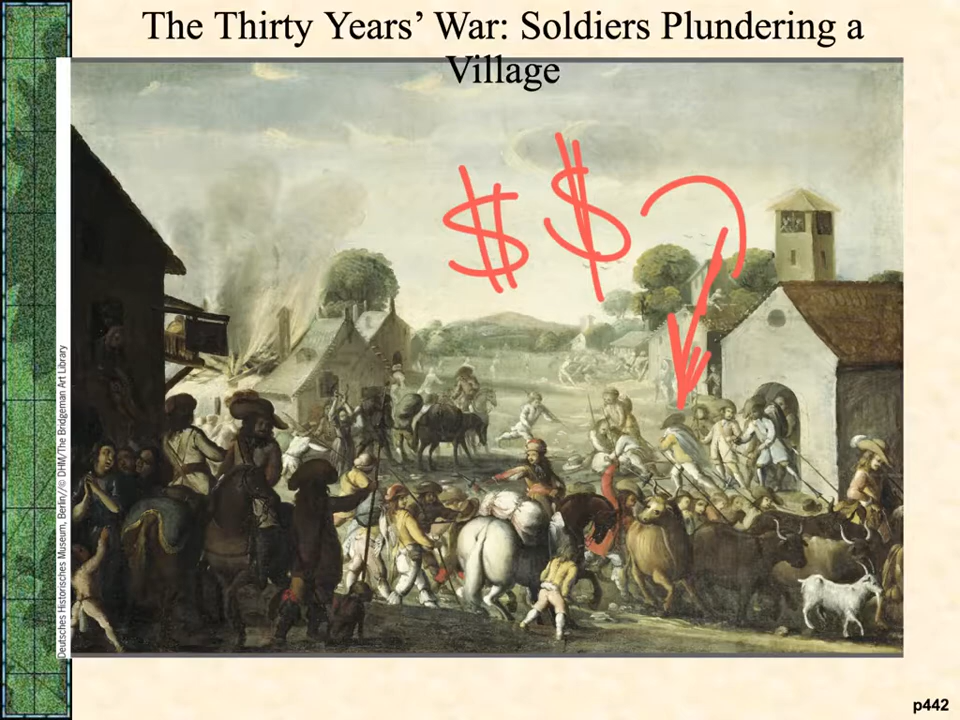 The Thirty Years’ War: Soldiers Plundering a
Village
$ $
Deutsches Historisches Museum, Berlin//© DHM/The Bridgeman Art Library
p442